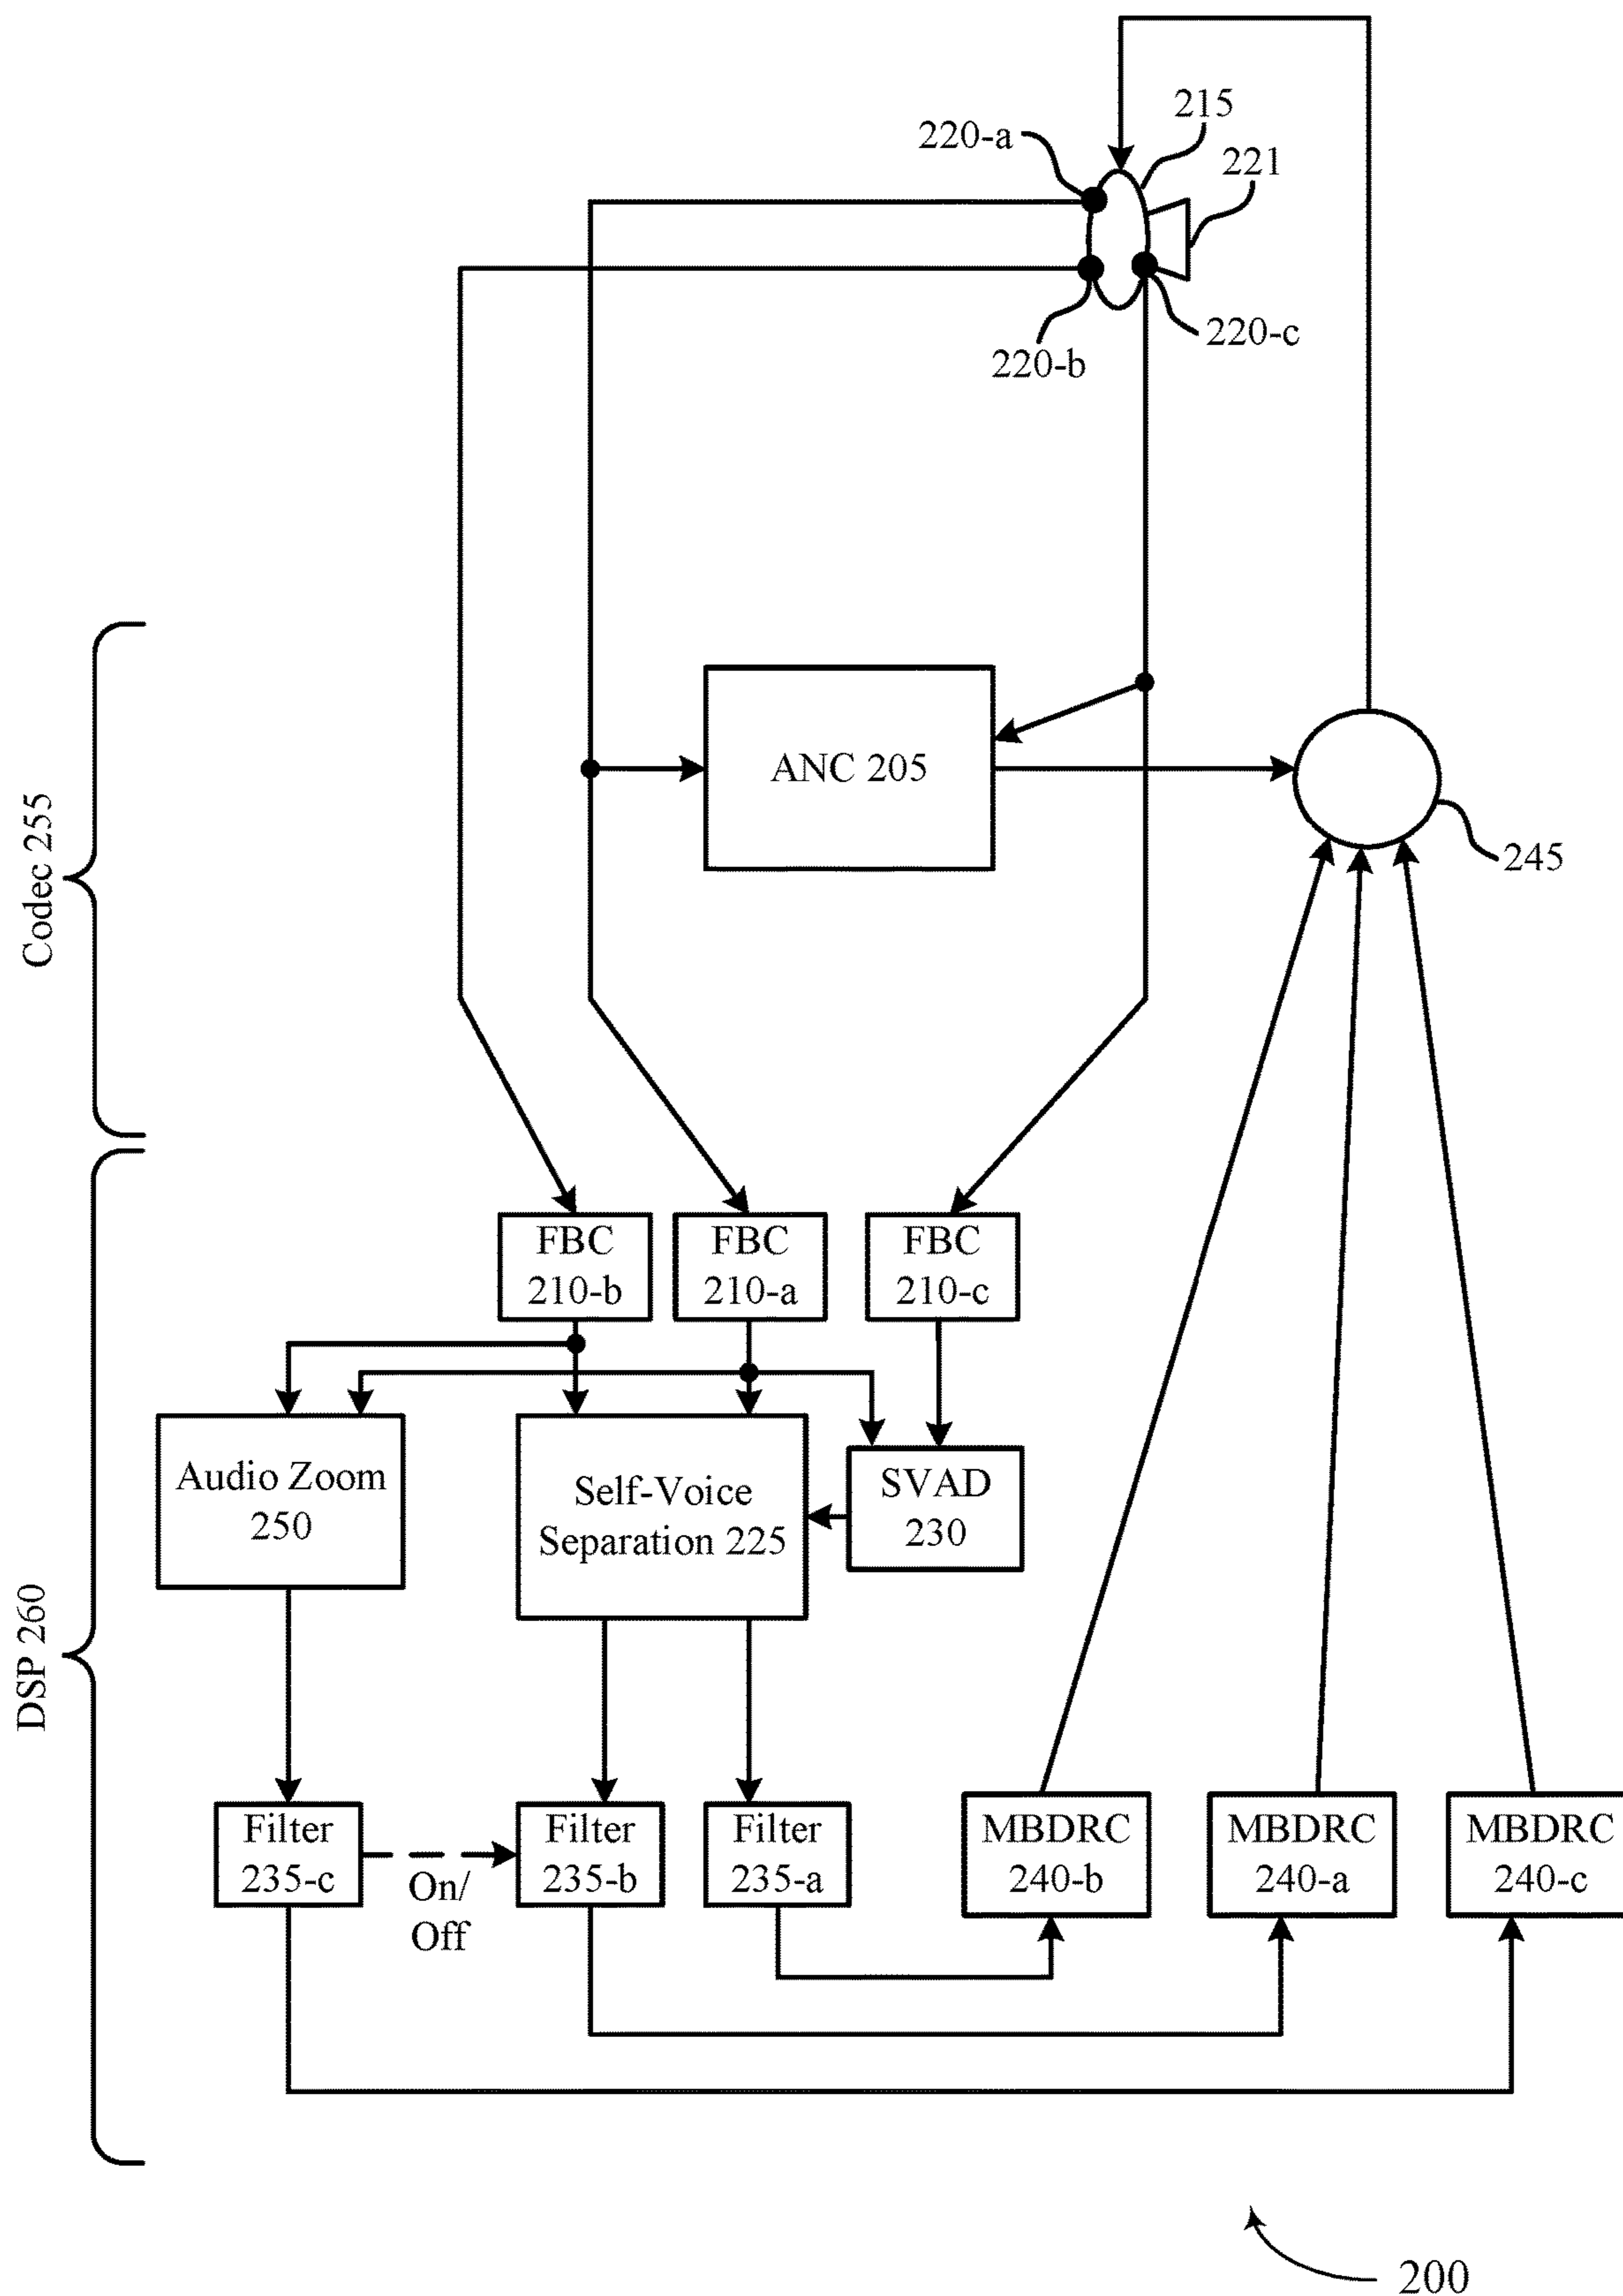 215
220-a
221
220-c
220-b
Codec 255
ANC 205
245
DSP 260
FBC
210-b
FBC
210-a
FBC
210-c
Audio Zoom
250
Self-Voice
Separation 225
SVAD
230
Filter
235-c
On/
Off
Filter
235-b
Filter
235-a
MBDRC
240-b
MBDRC
240-a
MBDRC
240-c
200